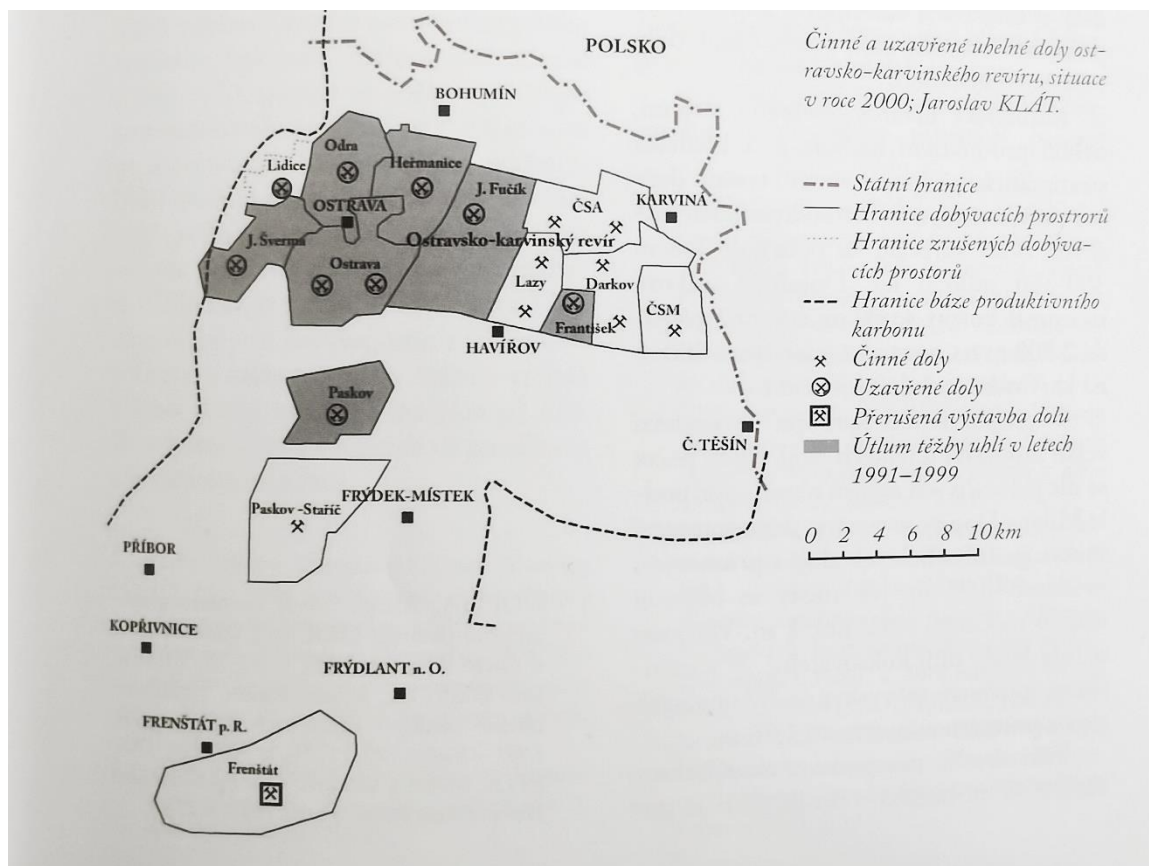 POLSKO
Činné a uzavřené uhelné doly ost-
ravsko-karvinského revíru, situace
v roce 2000; Jaroslav KLÁT.
BOHUMÍN
Odra
Lidice
Heřmanice
J. Fučík
ČSA
KARVINÁ
OSTRAVA
J. Šverma
Ostravsko-karvinský revír
Ostrava
Lazy
Darkov
František
ČSM
HAVÍŘOV
Paskov
Č. TĚŠÍN
Paskov -Staříč
FRÝDEK-MÍSTEK
PŘÍBOR
KOPŘIVNICE
FRÝDLANT n. O.
FRENŠTÁT p. R.
Frenštát
Státní hranice
Hranice dobývacích prostrorů
Hranice zrušených dobýva-
cích prostorů
Hranice báze produktivního
karbonu
Činné doly
Uzavřené doly
Přerušená výstavba dolu
Útlum těžby uhlí v letech
1991–1999
0 2 4 6 8 10 km